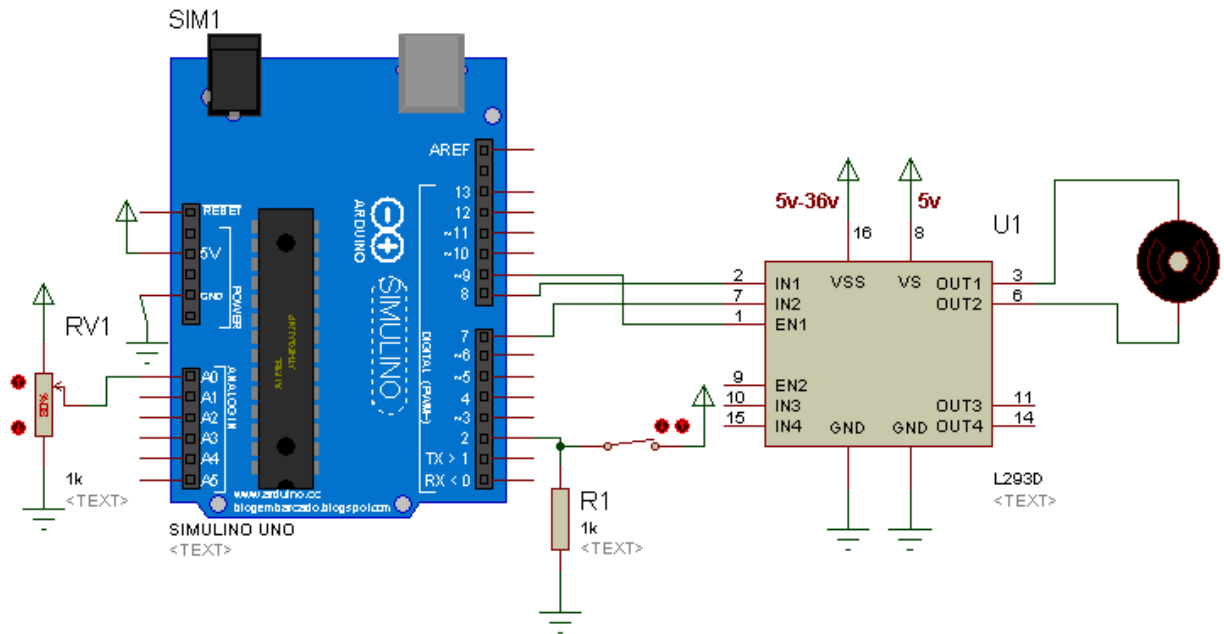 SIM1
AREF
13
12
~11
~10
~9
8
RESET
5V
GND
POWER
ARDUINO
SIMULINO
ATMEL
DIGITAL (PWM~)
7
~6
~5
4
~3
2
TX > 1
RX < 0
ANALOG IN
A0
A1
A2
A3
A4
A5
www.arduino.cc
blogembarcado.blogspot.com
SIMULINO UNO
<TEXT>
RV1
1k
<TEXT>
R1
1k
<TEXT>
5v-36v
5v
16
8
U1
2
7
1
IN1
IN2
EN1
VSS
VS
OUT1
OUT2
3
6
9
10
15
EN2
IN3
IN4
GND
GND
OUT3
OUT4
11
14
L293D
<TEXT>